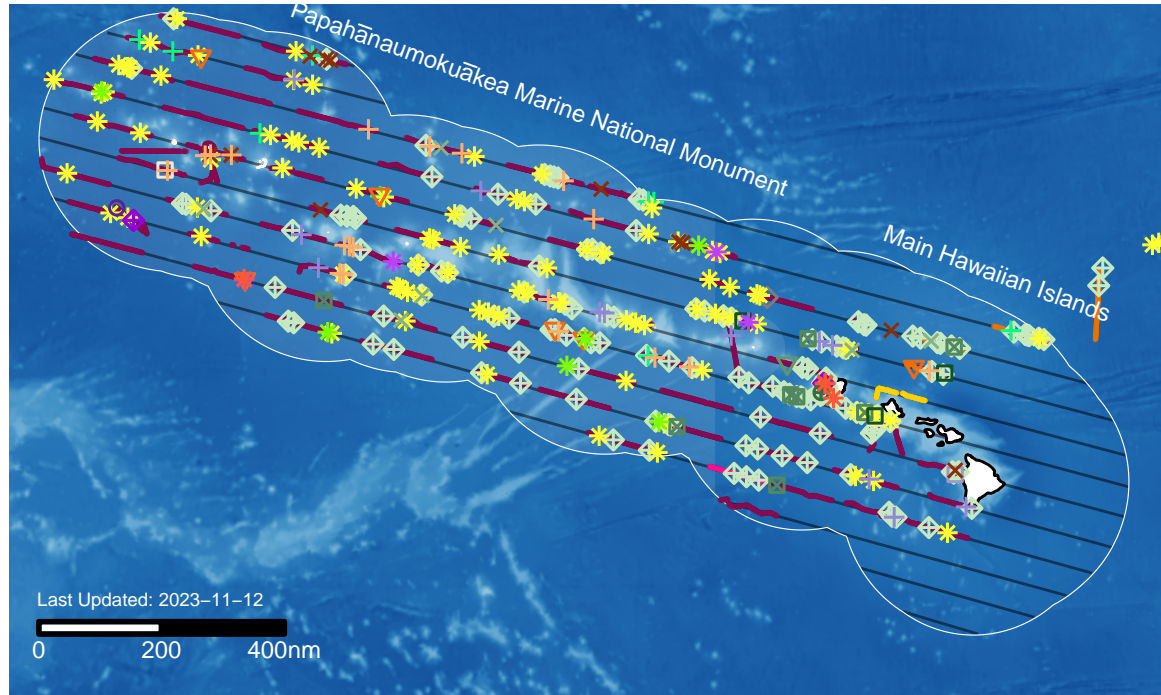 Papahānaumokuākea Marine National Monument
Main Hawaiian Islands
Last Updated: 2023–11–12
0 200 400nm